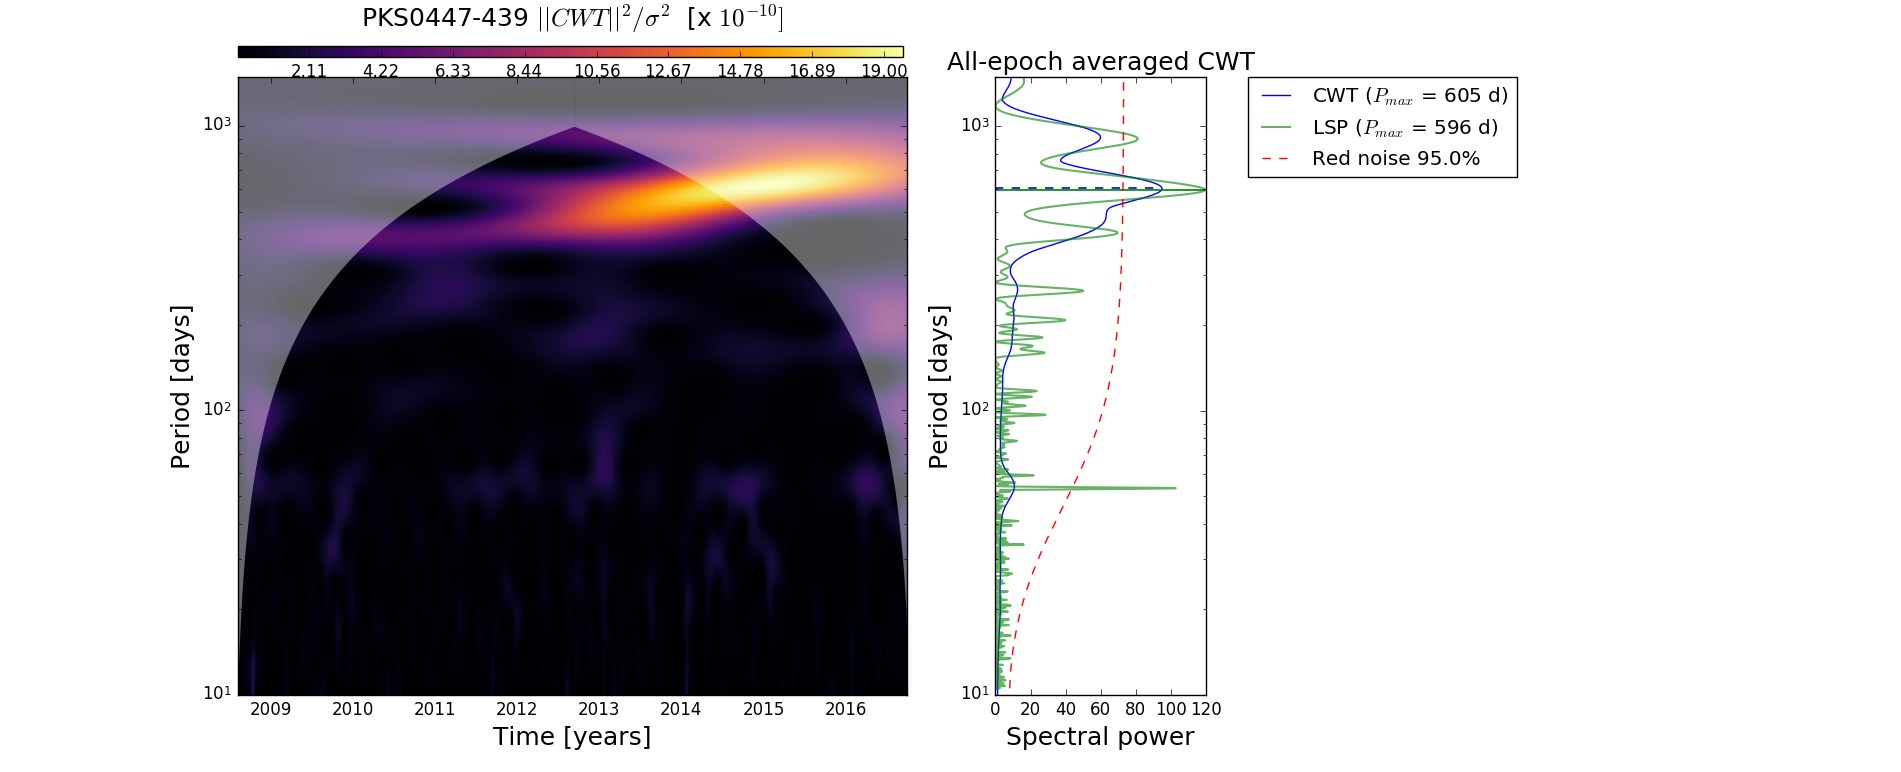 PKS0447-439 ||CWT||²/σ² [x 10⁻¹⁰]
2.11 4.22 6.33 8.44 10.56 12.67 14.78 16.89 19.00
10³
10²
10¹
Period [days]
2009 2010 2011 2012 2013 2014 2015 2016
Time [years]
All-epoch averaged CWT
10³
10²
10¹
Period [days]
0 20 40 60 80 100 120
Spectral power
CWT (Pₘₐₓ = 605 d)
LSP (Pₘₐₓ = 596 d)
Red noise 95.0%